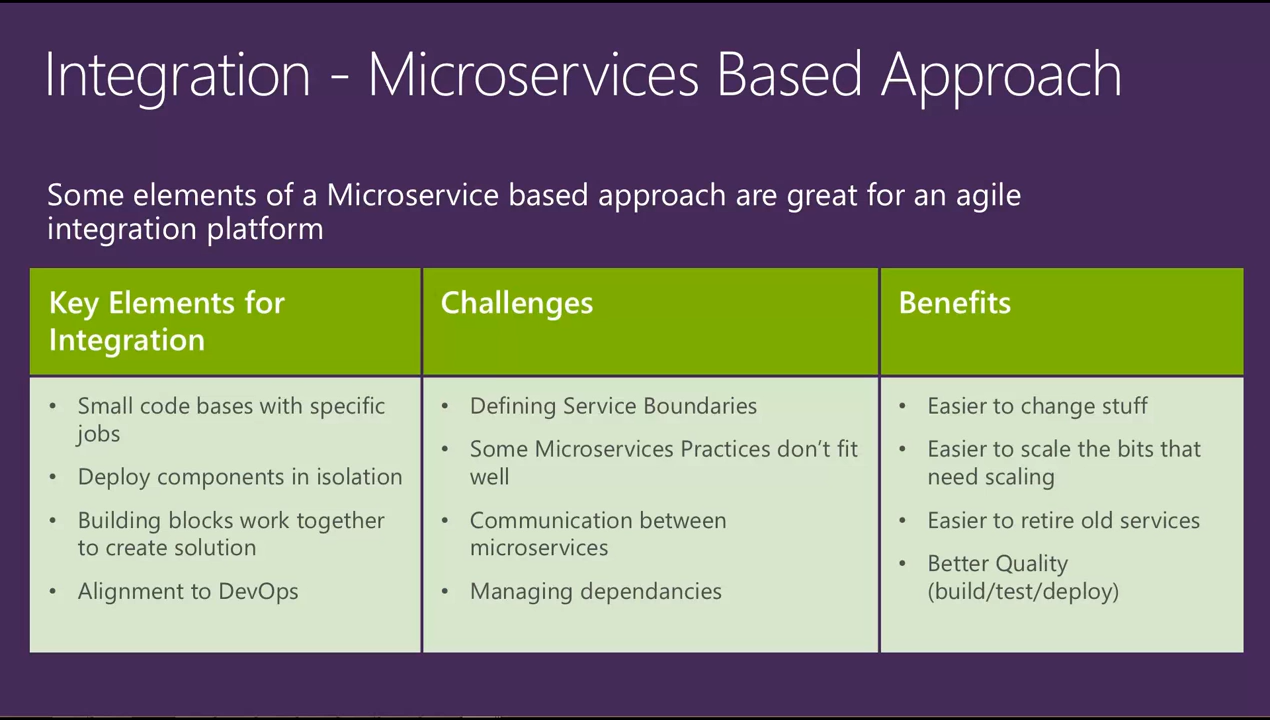 Integration - Microservices Based Approach
Some elements of a Microservice based approach are great for an agile
integration platform
Key Elements for
Integration
• Small code bases with specific
jobs
• Deploy components in isolation
• Building blocks work together
to create solution
• Alignment to DevOps
Challenges
• Defining Service Boundaries
• Some Microservices Practices don’t fit
well
• Communication between
microservices
• Managing dependancies
Benefits
• Easier to change stuff
• Easier to scale the bits that
need scaling
• Easier to retire old services
• Better Quality
(build/test/deploy)